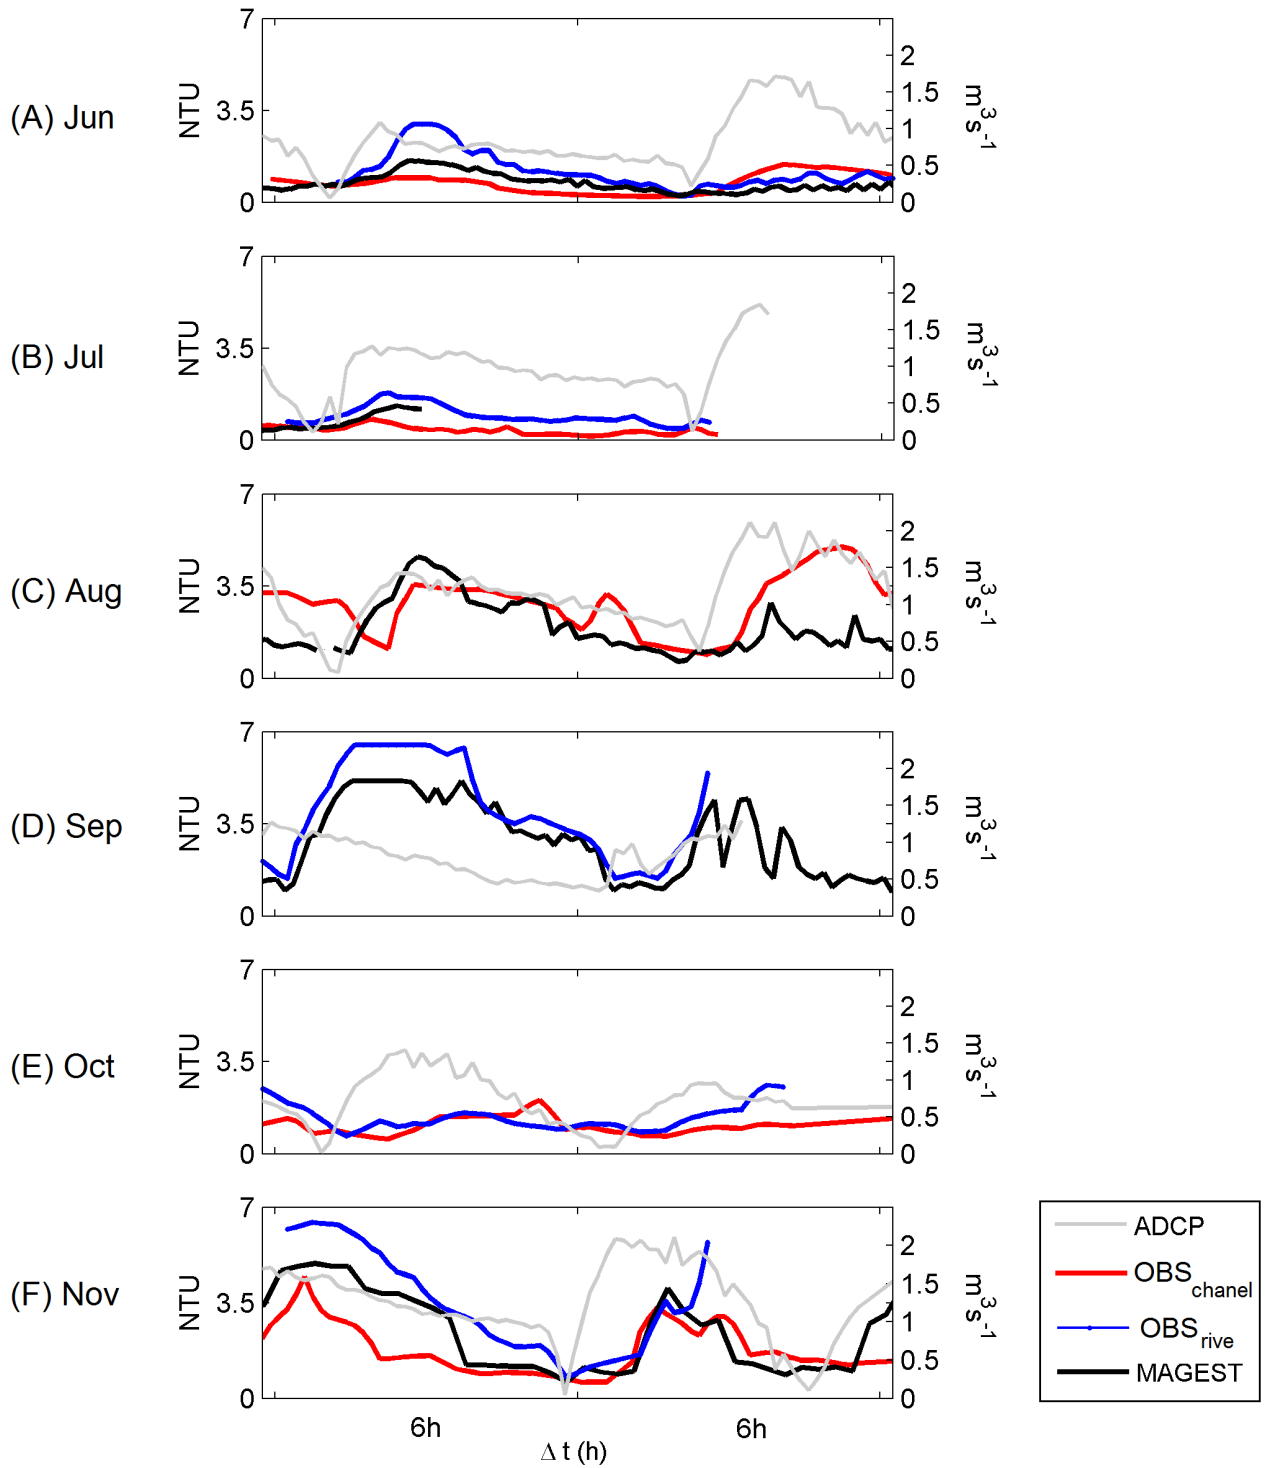 (A) Jun
NTU
7
3.5
0
2
1.5
1
0.5
0
m3s-1
(B) Jul
NTU
7
3.5
0
2
1.5
1
0.5
0
m3s-1
(C) Aug
NTU
7
3.5
0
2
1.5
1
0.5
0
m3s-1
(D) Sep
NTU
7
3.5
0
2
1.5
1
0.5
0
m3s-1
(E) Oct
NTU
7
3.5
0
2
1.5
1
0.5
0
m3s-1
(F) Nov
NTU
7
3.5
0
2
1.5
1
0.5
0
m3s-1
6h
6h
Δ t (h)
ADCP
OBSchanel
OBSrive
MAGEST